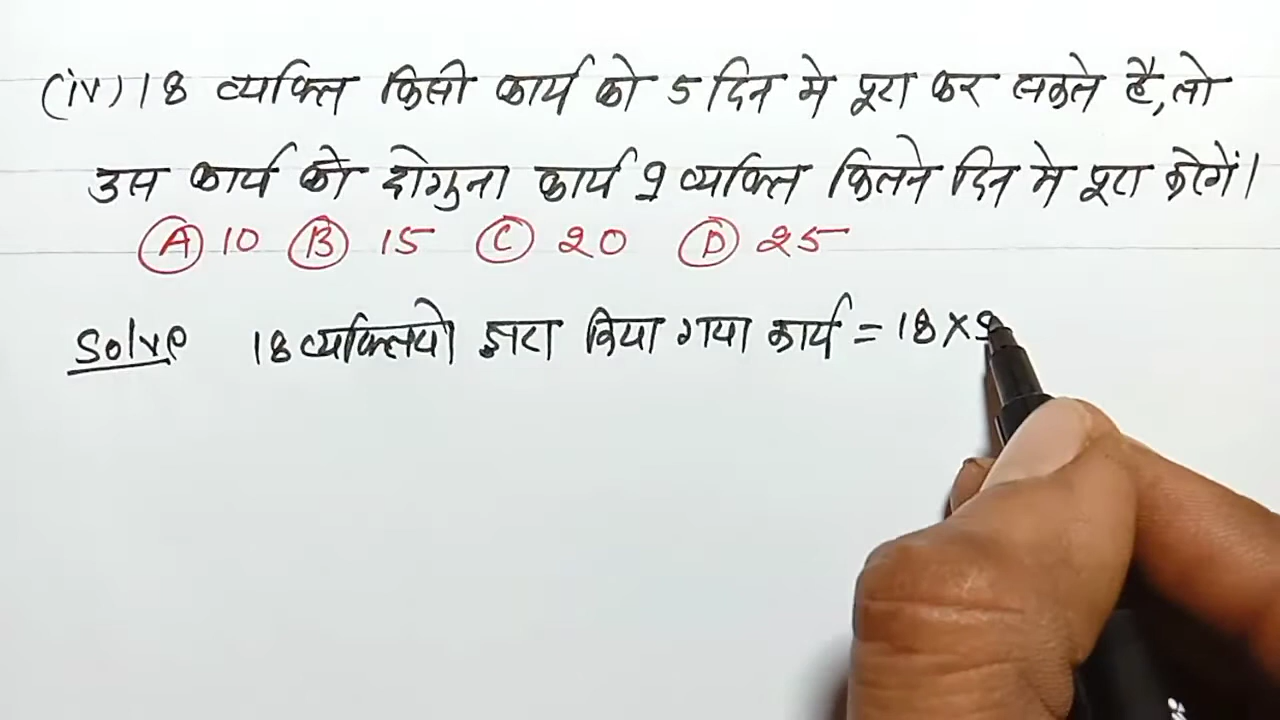 (iv) 18 व्यक्ति किसी कार्य को 5 दिन मे पूरा कर सकते है, तो
उस कार्य को दोगुना कार्य 9 व्यक्ति कितने दिन मे पूरा करेगें।
(A) 10 (B) 15 (C) 20 (D) 25
Solve 18 व्यक्तियो द्वारा किया गया कार्य = 18 ×